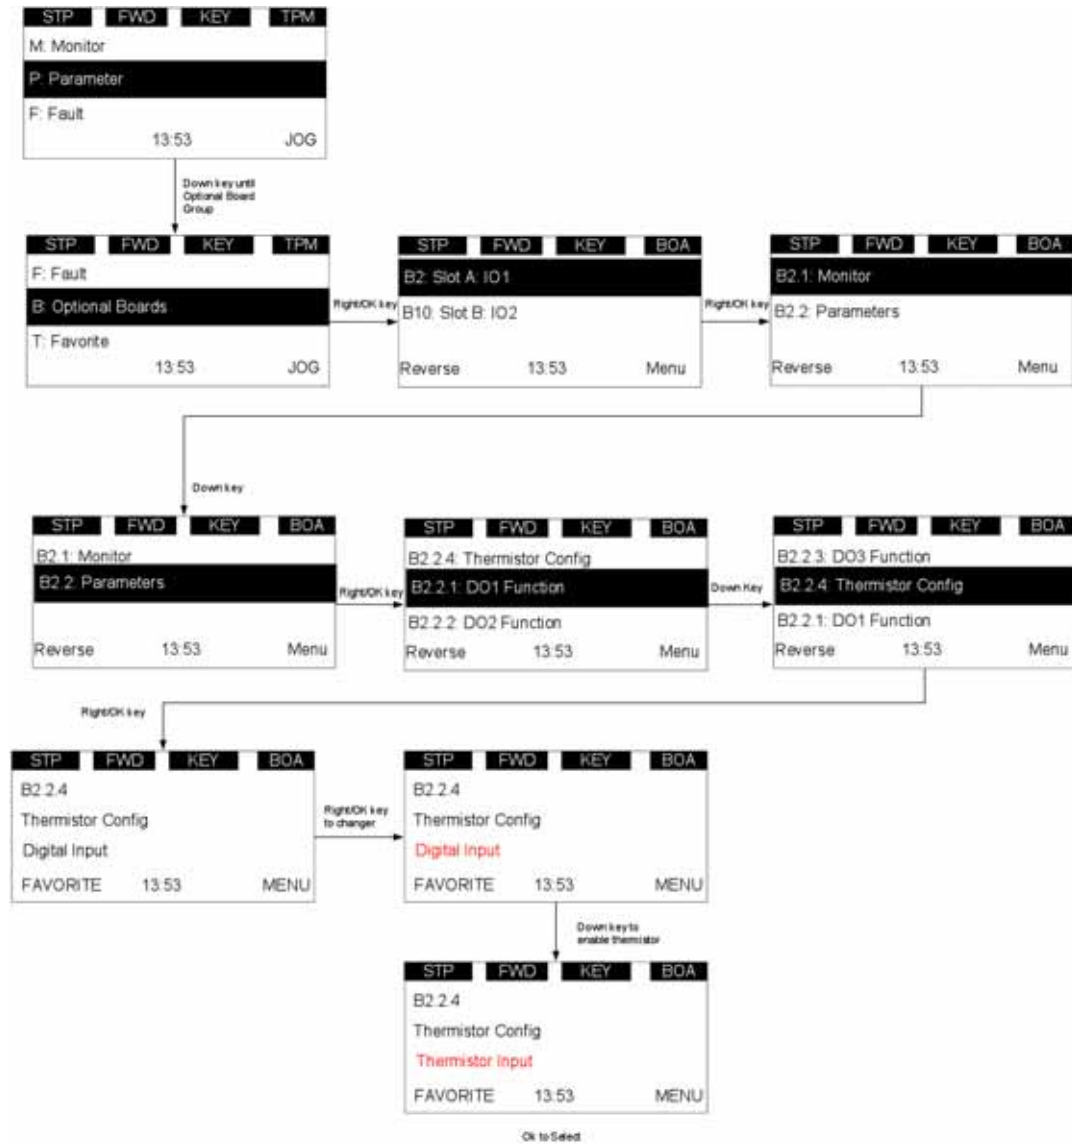 STP FWD KEY TPM
M: Monitor
P: Parameter
F: Fault
13:53 JOG
Down key until
Optional Board
Group
STP FWD KEY TPM
F: Fault
B: Optional Boards
T: Favorite
13:53 JOG
Right/OK key
STP FWD KEY BOA
B2: Slot A: IO1
B10: Slot B: IO2
Reverse 13:53 Menu
Right/OK key
STP FWD KEY BOA
B2.1: Monitor
B2.2: Parameters
Reverse 13:53 Menu
Down key
STP FWD KEY BOA
B2.1: Monitor
B2.2: Parameters
Reverse 13:53 Menu
Right/OK key
STP FWD KEY BOA
B2.2.4: Thermistor Config
B2.2.1: DO1 Function
B2.2.2: DO2 Function
Reverse 13:53 Menu
Down Key
STP FWD KEY BOA
B2.2.3: DO3 Function
B2.2.4: Thermistor Config
B2.2.1: DO1 Function
Reverse 13:53 Menu
Right/OK key
STP FWD KEY BOA
B2.2.4
Thermistor Config
Digital Input
FAVORITE 13:53 MENU
Right/OK key
to changer
STP FWD KEY BOA
B2.2.4
Thermistor Config
Digital Input
FAVORITE 13:53 MENU
Down key to
enable thermistor
STP FWD KEY BOA
B2.2.4
Thermistor Config
Thermistor Input
FAVORITE 13:53 MENU
Ok to Select